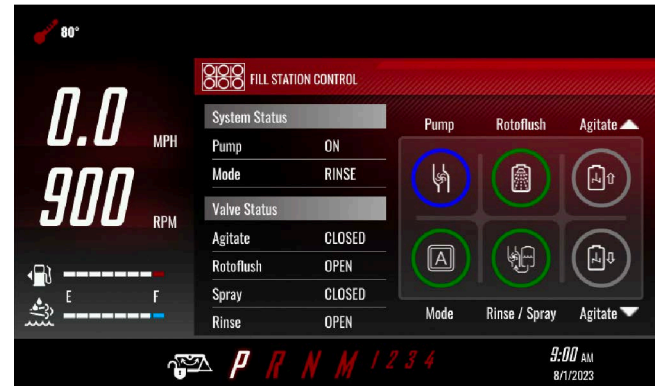 80°
FILL STATION CONTROL
0.0 MPH
900 RPM
System Status
Pump ON
Mode RINSE
Valve Status
Agitate CLOSED
Rotoflush OPEN
Spray CLOSED
Rinse OPEN
Pump Rotoflush Agitate
A
Mode Rinse / Spray Agitate
E F
P R N M 1 2 3 4
9:00 AM
8/1/2023